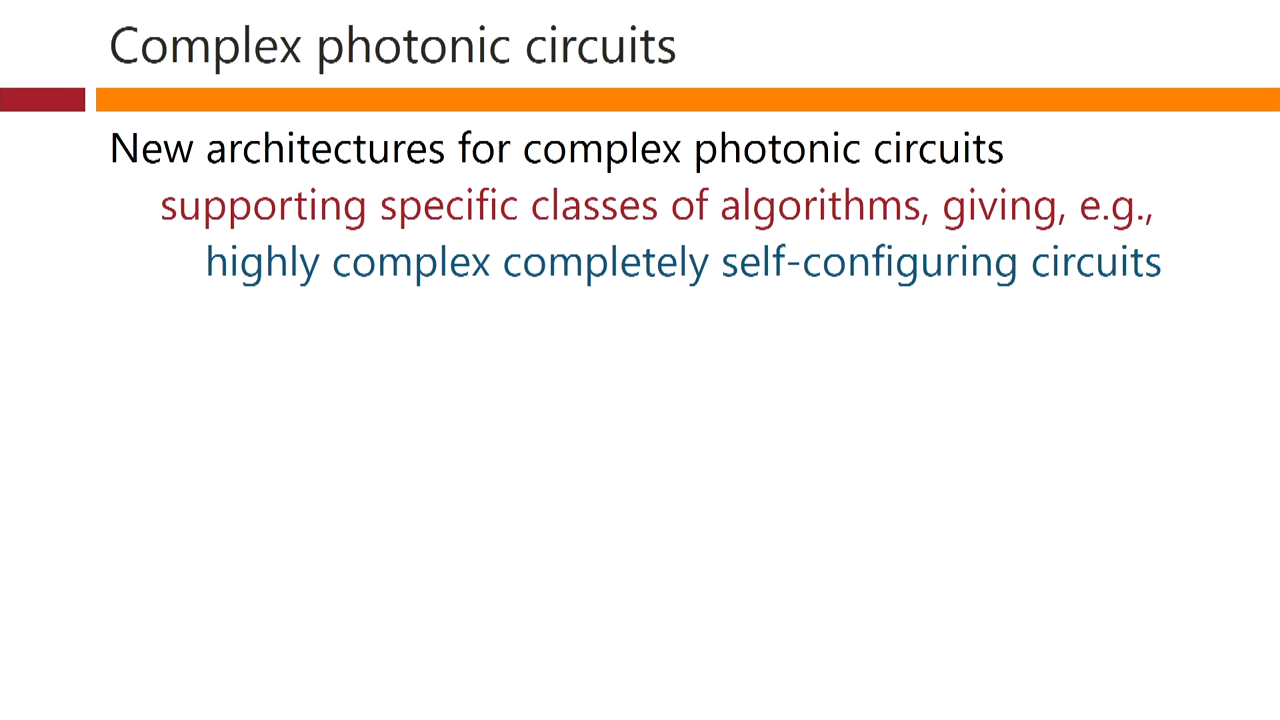 Complex photonic circuits
New architectures for complex photonic circuits
supporting specific classes of algorithms, giving, e.g.,
highly complex completely self-configuring circuits